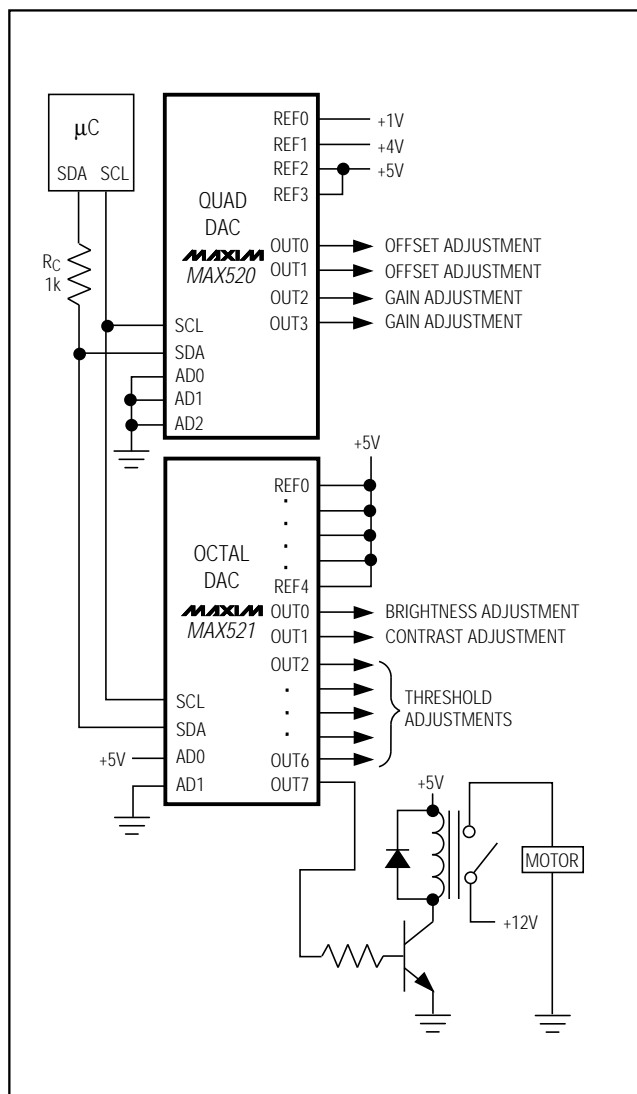 µC
SDA SCL
RC
1k
QUAD
DAC
MAXIM
MAX520
REF0
REF1
REF2
REF3
OUT0
OUT1
OUT2
OUT3
SCL
SDA
AD0
AD1
AD2
+1V
+4V
+5V
OFFSET ADJUSTMENT
OFFSET ADJUSTMENT
GAIN ADJUSTMENT
GAIN ADJUSTMENT
+5V
OCTAL
DAC
MAXIM
MAX521
REF0
REF4
OUT0
OUT1
OUT2
OUT6
OUT7
SCL
SDA
AD0
AD1
+5V
BRIGHTNESS ADJUSTMENT
CONTRAST ADJUSTMENT
THRESHOLD
ADJUSTMENTS
+5V
MOTOR
+12V